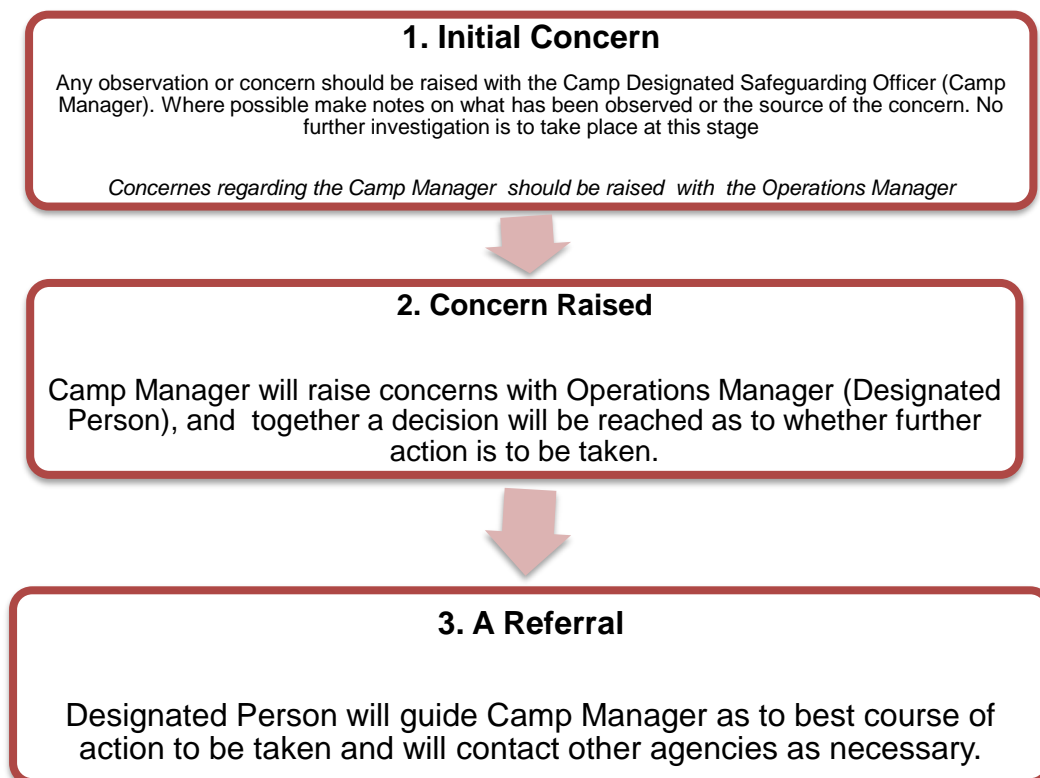 1. Initial Concern
Any observation or concern should be raised with the Camp Designated Safeguarding Officer (Camp
Manager). Where possible make notes on what has been observed or the source of the concern. No
further investigation is to take place at this stage
Concernes regarding the Camp Manager should be raised with the Operations Manager
2. Concern Raised
Camp Manager will raise concerns with Operations Manager (Designated
Person), and together a decision will be reached as to whether further
action is to be taken.
3. A Referral
Designated Person will guide Camp Manager as to best course of
action to be taken and will contact other agencies as necessary.